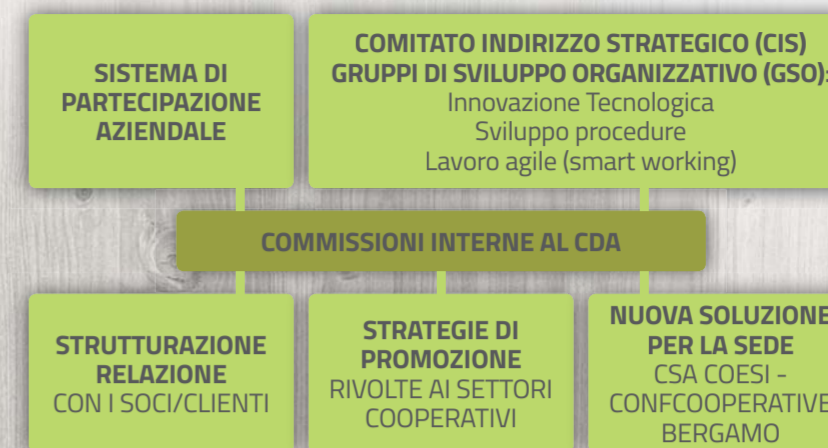 SISTEMA DI
PARTECIPAZIONE
AZIENDALE
COMITATO INDIRIZZO STRATEGICO (CIS)
GRUPPI DI SVILUPPO ORGANIZZATIVO (GSO):
Innovazione Tecnologica
Sviluppo procedure
Lavoro agile (smart working)
COMMISSIONI INTERNE AL CDA
STRUTTURAZIONE
RELAZIONE
CON I SOCI/CLIENTI
STRATEGIE DI
PROMOZIONE
RIVOLTE AI SETTORI
COOPERATIVI
NUOVA SOLUZIONE
PER LA SEDE
CSA COESI -
CONFCOOPERATIVE
BERGAMO